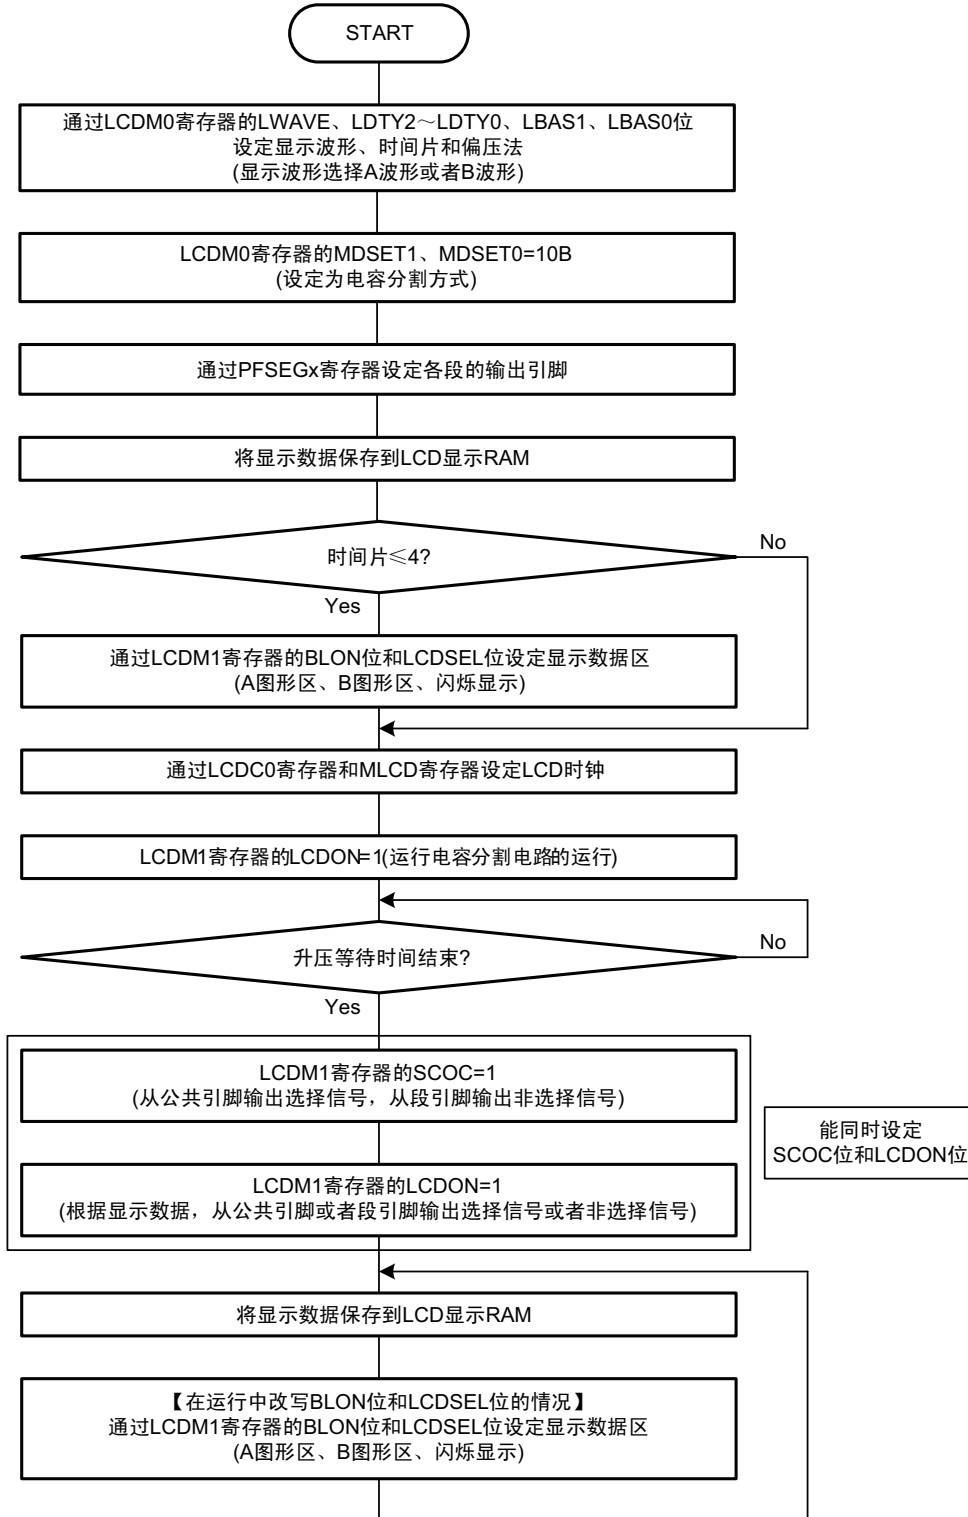 START
通过LCDM0寄存器的LWAVE、LDTY2～LDTY0、LBAS1、LBAS0位
设定显示波形、时间片和偏压法
(显示波形选择A波形或者B波形)
LCDM0寄存器的MDSET1、MDSET0=10B
(设定为电容分割方式)
通过PFSEGx寄存器设定各段的输出引脚
将显示数据保存到LCD显示RAM
时间片≤4?
No
Yes
通过LCDM1寄存器的BLON位和LCDSEL位设定显示数据区
(A图形区、B图形区、闪烁显示)
通过LCDC0寄存器和MLCD寄存器设定LCD时钟
LCDM1寄存器的LCDON=1(运行电容分割电路的运行)
升压等待时间结束?
No
Yes
LCDM1寄存器的SCOC=1
(从公共引脚输出选择信号，从段引脚输出非选择信号)
能同时设定
SCOC位和LCDON位
LCDM1寄存器的LCDON=1
(根据显示数据，从公共引脚或者段引脚输出选择信号或者非选择信号)
将显示数据保存到LCD显示RAM
【在运行中改写BLON位和LCDSEL位的情况】
通过LCDM1寄存器的BLON位和LCDSEL位设定显示数据区
(A图形区、B图形区、闪烁显示)